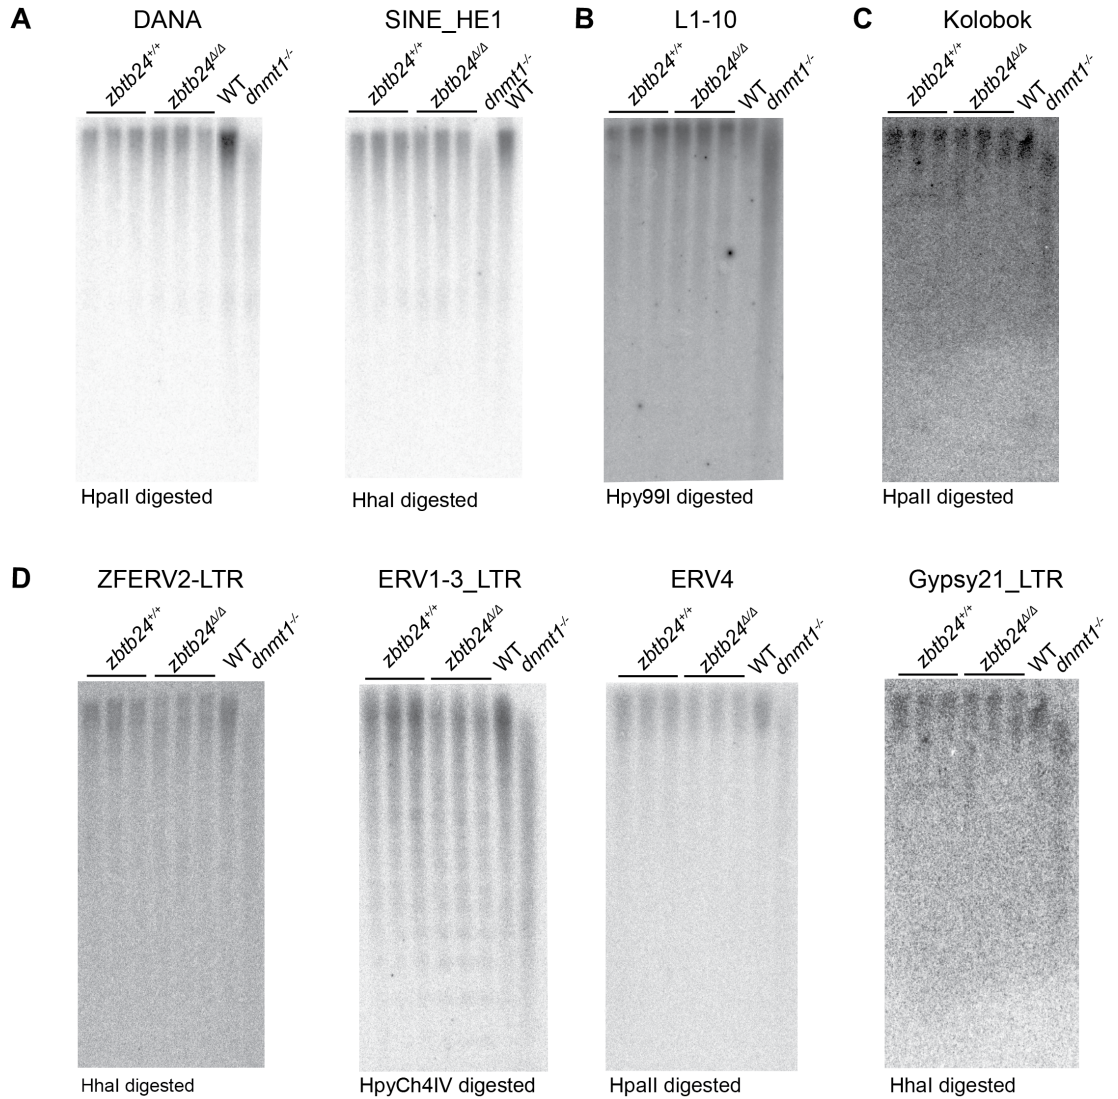 A DANA SINE_HE1 B L1-10 C Kolobok
zbtb24+/+ zbtb24Δ/Δ WT dnmt1-/- zbtb24+/+ zbtb24Δ/Δ dnmt1-/- WT zbtb24+/+ zbtb24Δ/Δ WT dnmt1-/- zbtb24+/+ zbtb24Δ/Δ WT dnmt1-/-
HpaII digested HhaI digested Hpy99I digested HpaII digested
D ZFERV2-LTR ERV1-3_LTR ERV4 Gypsy21_LTR
zbtb24+/+ zbtb24Δ/Δ WT dnmt1-/- zbtb24+/+ zbtb24Δ/Δ WT dnmt1-/- zbtb24+/+ zbtb24Δ/Δ WT dnmt1-/- zbtb24+/+ zbtb24Δ/Δ WT dnmt1-/-
HhaI digested HpyCh4IV digested HpaII digested HhaI digested